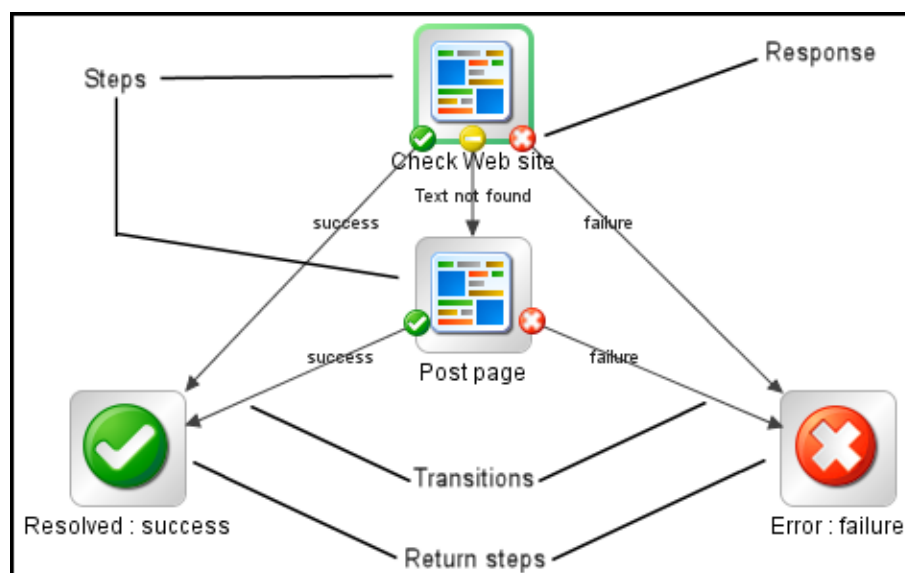 Response
Steps
Check Web site
Text not found
success
failure
success
failure
Post page
Transitions
Resolved : success
Error : failure
Return steps